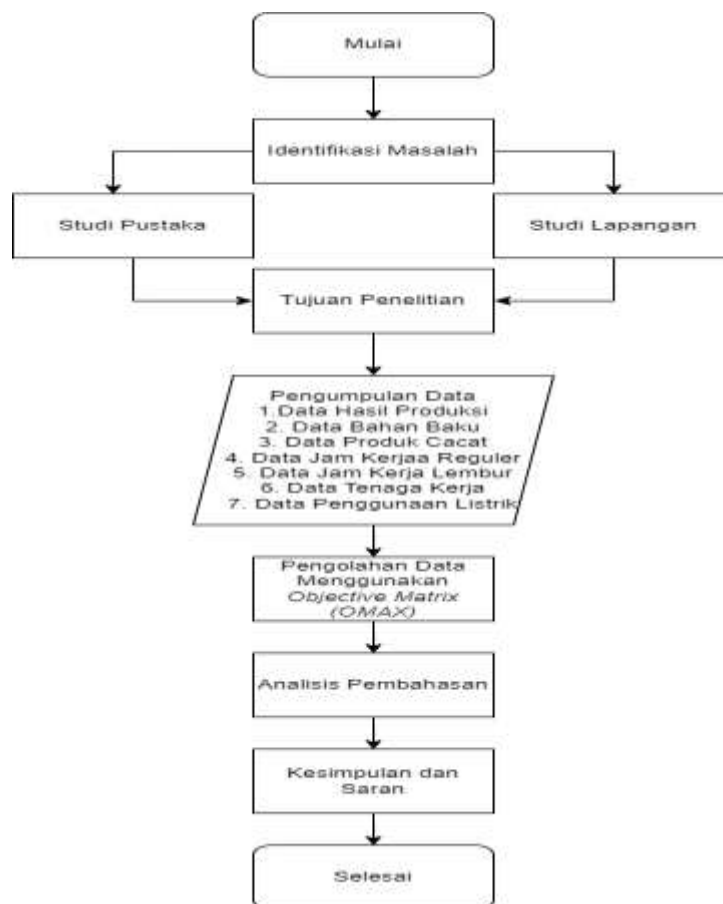 Mulai
Identifikasi Masalah
Studi Pustaka
Studi Lapangan
Tujuan Penelitian
Pengumpulan Data
1.Data Hasil Produksi
2. Data Bahan Baku
3. Data Produk Cacat
4. Data Jam Kerjaa Reguler
5. Data Jam Kerja Lembur
6. Data Tenaga Kerja
7. Data Penggunaan Listrik
Pengolahan Data
Menggunakan
Objective Matrix
(OMAX)
Analisis Pembahasan
Kesimpulan dan
Saran
Selesai